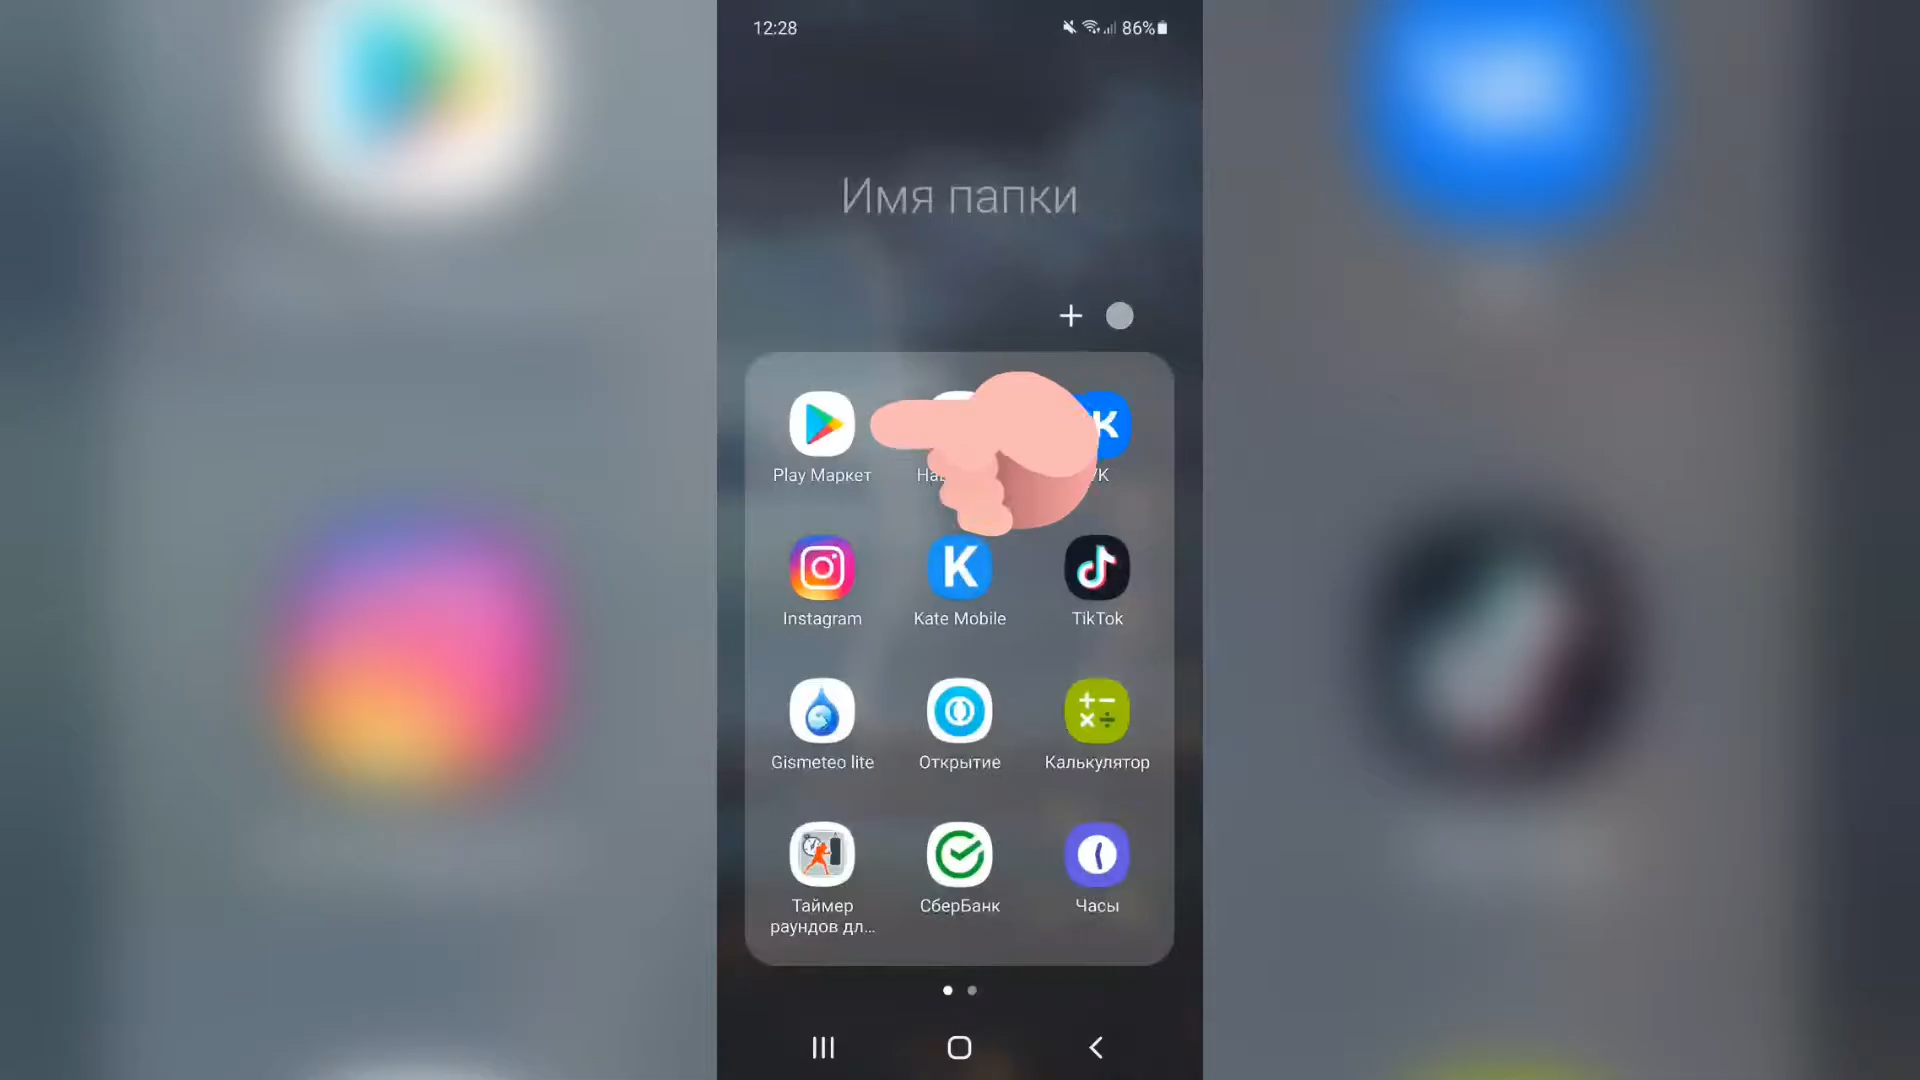 12:28
86%
Имя папки
Play Маркет
Instagram
K
Kate Mobile
TikTok
Gismeteo lite
Открытие
Калькулятор
Таймер
раундов дл...
СберБанк
Часы